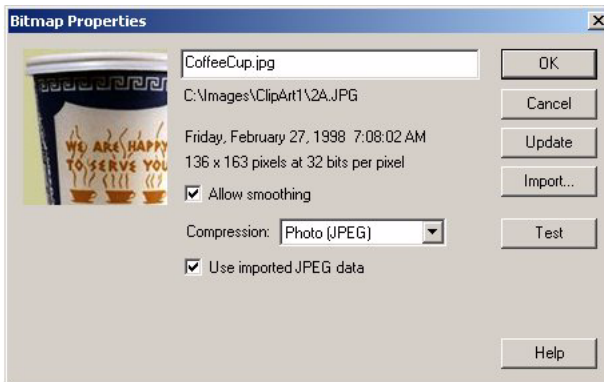 Bitmap Properties
CoffeeCup.jpg
OK
C:\Images\ClipArt1\2A.JPG
Cancel
Friday, February 27, 1998 7:08:02 AM
Update
136 x 163 pixels at 32 bits per pixel
WE ARE HAPPY
TO SERVE YOU
Import...
Allow smoothing
Compression: Photo (JPEG)
Test
Use imported JPEG data
Help